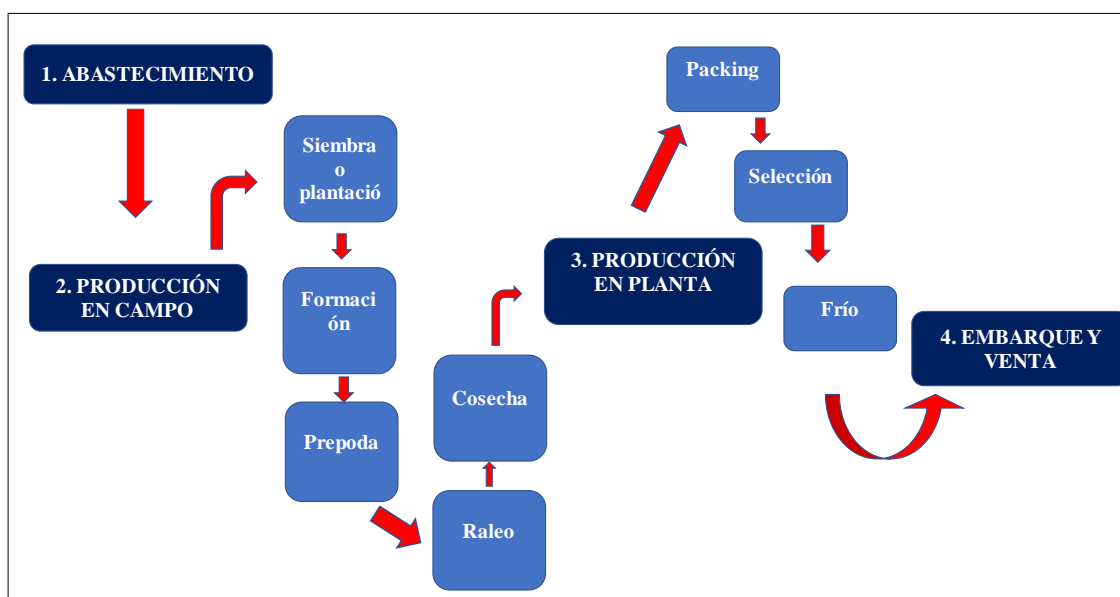 1. ABASTECIMIENTO
2. PRODUCCIÓN
EN CAMPO
Siembra
o
plantació
Formaci
ón
Prepoda
Raleo
Cosecha
3. PRODUCCIÓN
EN PLANTA
Packing
Selección
Frío
4. EMBARQUE Y
VENTA